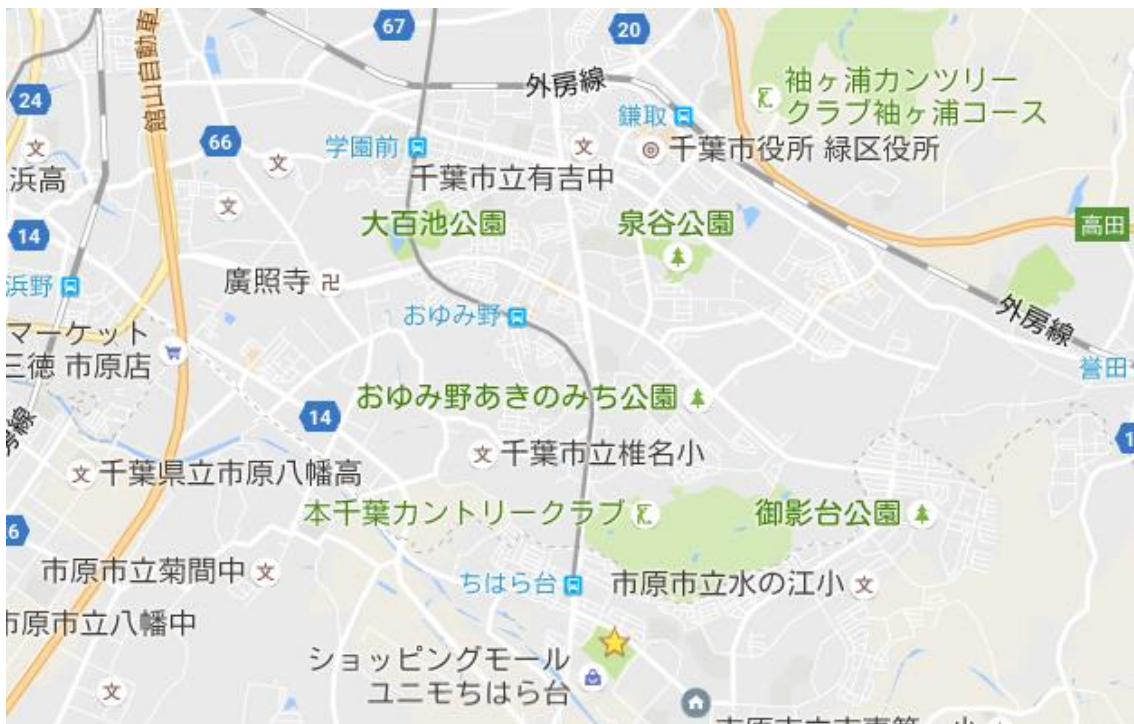 67
20
24
館山自動車
外房線
袖ヶ浦カンツリー
クラブ袖ヶ浦コース
鎌取
66
学園前
千葉市役所 緑区役所
浜高
千葉市立有吉中
大百池公園
泉谷公園
高田
14
廣照寺
浜野
おゆみ野
外房線
マーケット
三徳 市原店
誉田
おゆみ野あきのみち公園
14
千葉市立椎名小
千葉県立市原八幡高
本千葉カントリークラブ
御影台公園
市原市立菊間中
ちはら台
市原市立水の江小
市原市立八幡中
ショッピングモール
ユニモちはら台